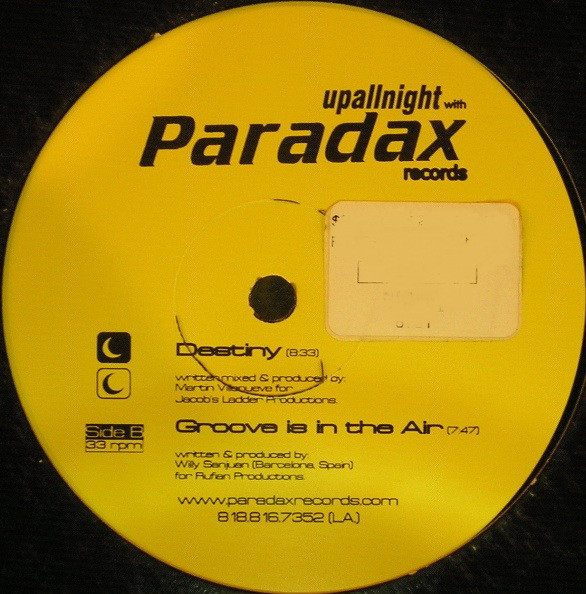 upallnight with
Paradax
records
Destiny (8:33)
written,mixed & produced by:
Martin Villanueve for
Jacob's Ladder Productions.
Side B
33 rpm
Groove is in the Air (7:47)
written & produced by:
Willy Sanjuan (Barcelona, Spain)
for Rufian Productions.
www.paradaxrecords.com
818.816.7352 (L.A.)